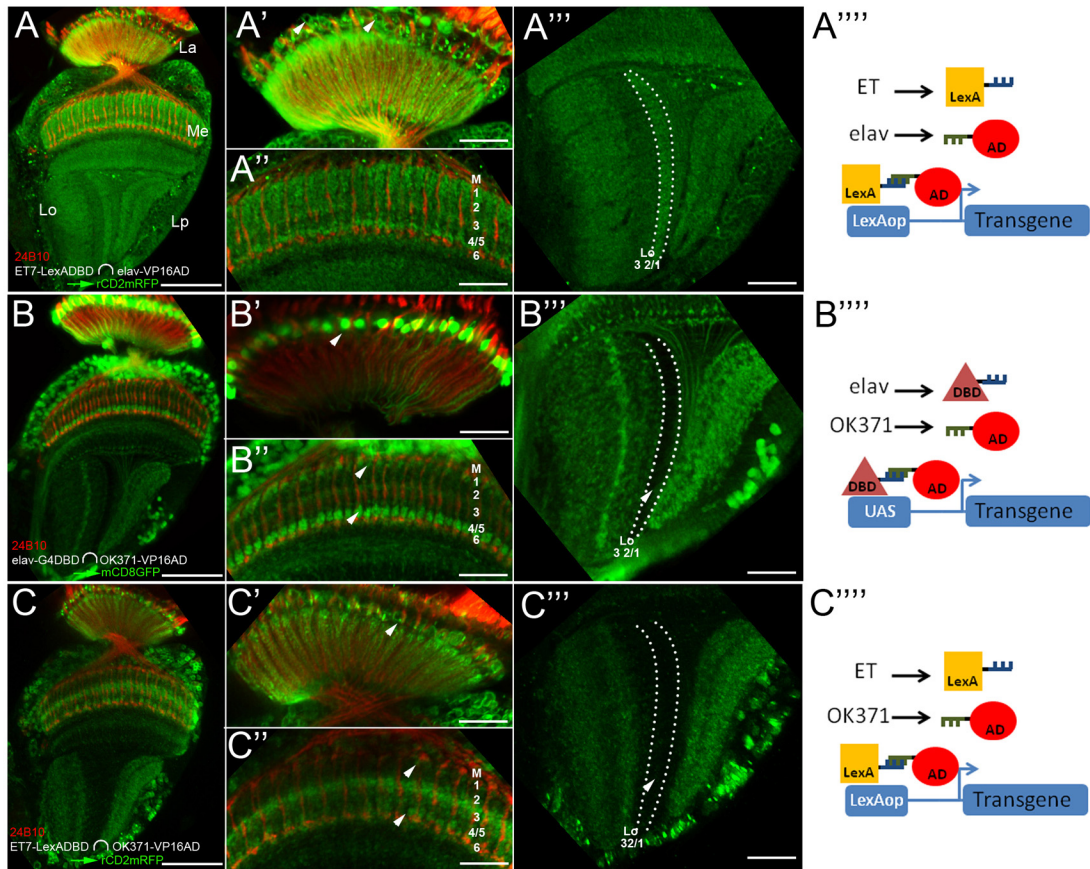 A
La
Me
Lo
Lp
24B10
ET7-LexADBD elav-VP16AD
rCD2mRFP
A'
A''
M
1
2
3
4/5
6
A'''
Lo
3 2/1
A''''
ET
LexA
elav
AD
LexA
AD
LexAop
Transgene
B
24B10
elav-G4DBD OK371-VP16AD
mCD8GFP
B'
B''
M
1
2
3
4/5
6
B'''
Lo
3 2/1
B''''
elav
DBD
OK371
AD
DBD
AD
UAS
Transgene
C
24B10
ET7-LexADBD OK371-VP16AD
rCD2mRFP
C'
C''
M
1
2
3
4/5
6
C'''
Lo
32/1
C''''
ET
LexA
OK371
AD
LexA
AD
LexAop
Transgene